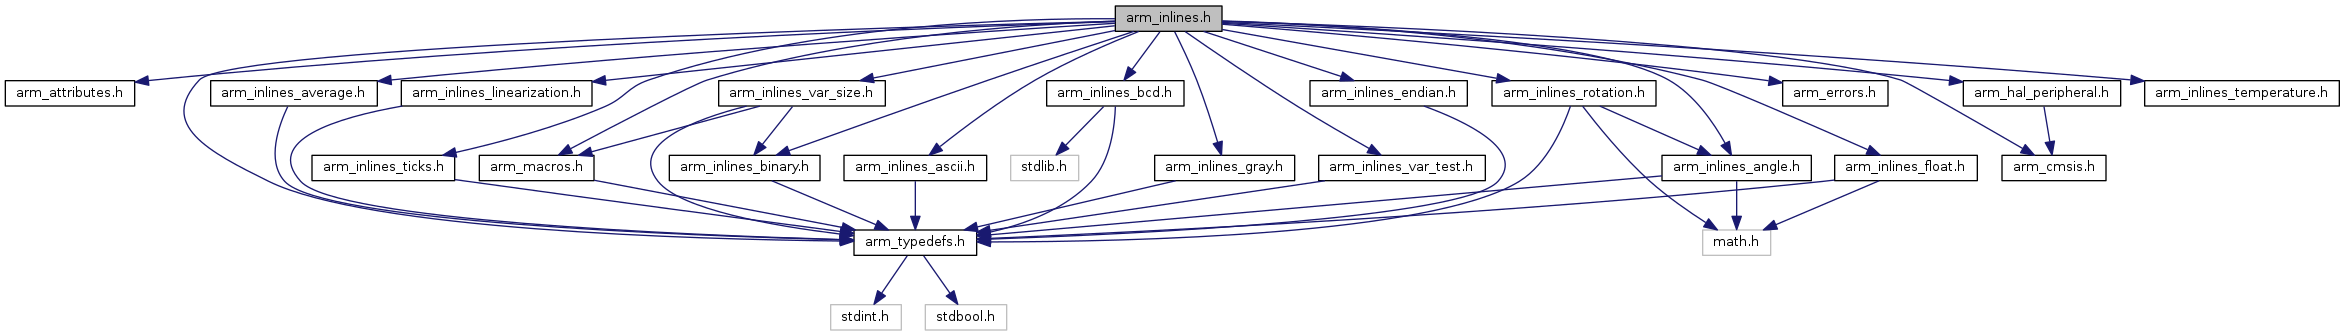 arm_inlines.h
arm_attributes.h
arm_inlines_average.h
arm_inlines_linearization.h
arm_inlines_var_size.h
arm_inlines_bcd.h
arm_inlines_endian.h
arm_inlines_rotation.h
arm_errors.h
arm_hal_peripheral.h
arm_inlines_temperature.h
arm_inlines_ticks.h
arm_macros.h
arm_inlines_binary.h
arm_inlines_ascii.h
stdlib.h
arm_inlines_gray.h
arm_inlines_var_test.h
arm_inlines_angle.h
arm_inlines_float.h
arm_cmsis.h
arm_typedefs.h
math.h
stdint.h
stdbool.h